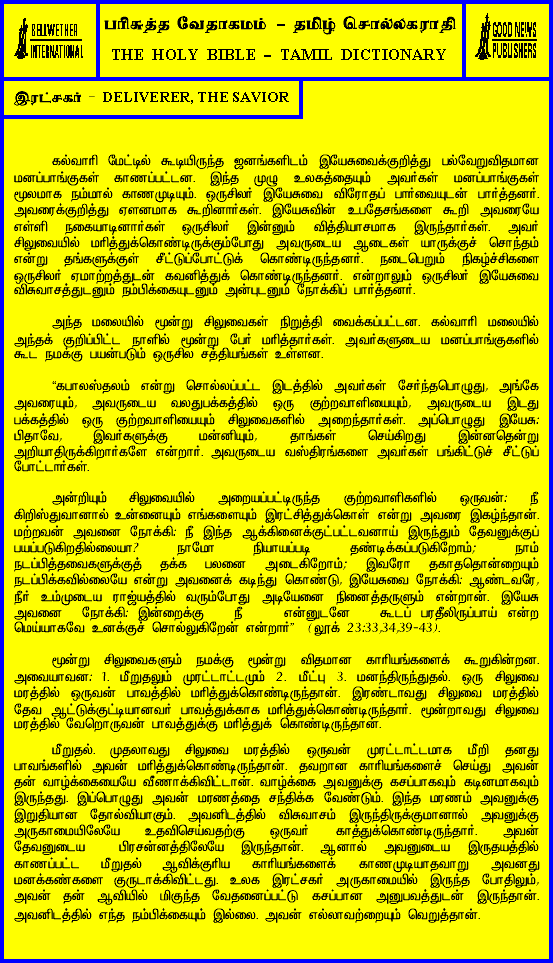 BELLWETHER
INTERNATIONAL
பரிசுத்த வேதாகமம் – தமிழ் சொல்லகராதி
THE HOLY BIBLE – TAMIL DICTIONARY
GOOD NEWS
PUBLISHERS
இரட்சகர் - DELIVERER, THE SAVIOR
கல்வாரி மேட்டில் கூடியிருந்த ஜனங்களிடம் இயேசுவைக்குறித்து பல்வேறுவிதமான
மனப்பாங்குகள் காணப்பட்டன. இந்த முழு உலகத்தையும் அவர்கள் மனப்பாங்குகள்
மூலமாக நம்மால் காணமுடியும். ஒருசிலர் இயேசுவை விரோதப் பார்வையுடன் பார்த்தனர்.
அவரைக்குறித்து ஏளனமாக கூறினார்கள். இயேசுவின் உபதேசங்களை கூறி அவரையே
எள்ளி நகையாடினார்கள் ஒருசிலர் இன்னும் வித்தியாசமாக இருந்தார்கள். அவர்
சிலுவையில் மரித்துக்கொண்டிருக்கும்போது அவருடைய ஆடைகள் யாருக்குச் சொந்தம்
என்று தங்களுக்குள் சீட்டுப்போட்டுக் கொண்டிருந்தனர். நடைபெறும் நிகழ்ச்சிகளை
ஒருசிலர் ஏமாற்றத்துடன் கவனித்துக் கொண்டிருந்தனர். என்றாலும் ஒருசிலர் இயேசுவை
விசுவாசத்துடனும் நம்பிக்கையுடனும் அன்புடனும் நோக்கிப் பார்த்தனர்.
அந்த மலையில் மூன்று சிலுவைகள் நிறுத்தி வைக்கப்பட்டன. கல்வாரி மலையில்
அந்தக் குறிப்பிட்ட நாளில் மூன்று பேர் மரித்தார்கள். அவர்களுடைய மனப்பாங்குகளில்
கூட நமக்கு பயன்படும் ஒருசில சத்தியங்கள் உள்ளன.
“கபாலஸ்தலம் என்று சொல்லப்பட்ட இடத்தில் அவர்கள் சேர்ந்தபொழுது, அங்கே
அவரையும், அவருடைய வலதுபக்கத்தில் ஒரு குற்றவாளியையும், அவருடைய இடது
பக்கத்தில் ஒரு குற்றவாளியையும் சிலுவைகளில் அறைந்தார்கள். அப்பொழுது இயேசு:
பிதாவே, இவர்களுக்கு மன்னியும், தாங்கள் செய்கிறது இன்னதென்று
அறியாதிருக்கிறார்களே என்றார். அவருடைய வஸ்திரங்களை அவர்கள் பங்கிட்டுச் சீட்டுப்
போட்டார்கள்.
அன்றியும் சிலுவையில் அறையப்பட்டிருந்த குற்றவாளிகளில் ஒருவன்: நீ
கிறிஸ்துவானால் உன்னையும் எங்களையும் இரட்சித்துக்கொள் என்று அவரை இகழ்ந்தான்.
மற்றவன் அவனை நோக்கி: நீ இந்த ஆக்கினைக்குட்பட்டவனாய் இருந்தும் தேவனுக்குப்
பயப்படுகிறதில்லையா? நாமோ நியாயப்படி தண்டிக்கப்படுகிறோம்; நாம்
நடப்பித்தவைகளுக்குத் தக்க பலனை அடைகிறோம்; இவரோ தகாததொன்றையும்
நடப்பிக்கவில்லையே என்று அவனைக் கடிந்து கொண்டு, இயேசுவை நோக்கி: ஆண்டவரே,
நீர் உம்முடைய ராஜ்யத்தில் வரும்போது அடியேனை நினைத்தருளும் என்றான். இயேசு
அவனை நோக்கி: இன்றைக்கு நீ என்னுடனே கூடப் பரதீலிருப்பாய் என்ற
மெய்யாகவே உனக்குச் சொல்லுகிறேன் என்றார்” (லூக் 23:33,34,39-43).
மூன்று சிலுவைகளும் நமக்கு மூன்று விதமான காரியங்களைக் கூறுகின்றன.
அவையாவன: 1. மீறுதலும் முரட்டாட்டமும் 2. மீட்பு 3. மனந்திருந்துதல். ஒரு சிலுவை
மரத்தில் ஒருவன் பாவத்தில் மரித்துக்கொண்டிருந்தான். இரண்டாவது சிலுவை மரத்தில்
தேவ ஆட்டுக்குட்டியானவர் பாவத்துக்காக மரித்துக்கொண்டிருந்தார். மூன்றாவது சிலுவை
மரத்தில் வேறொருவன் பாவத்துக்கு மரித்துக் கொண்டிருந்தான்.
மீறுதல். முதலாவது சிலுவை மரத்தில் ஒருவன் முரட்டாட்டமாக மீறி தனது
பாவங்களில் அவன் மரித்துக்கொண்டிருந்தான். தவறான காரியங்களைச் செய்து அவன்
தன் வாழ்க்கையையே வீணாக்கிவிட்டான். வாழ்க்கை அவனுக்கு கசப்பாகவும் கடினமாகவும்
இருந்தது. இப்பொழுது அவன் மரணத்தை சந்திக்க வேண்டும். இந்த மரணம் அவனுக்கு
இறுதியான தோல்வியாகும். அவனிடத்தில் விசுவாசம் இருந்திருக்குமானால் அவனுக்கு
அருகாமையிலேயே உதவிசெய்வதற்கு ஒருவர் காத்துக்கொண்டிருந்தார். அவன்
தேவனுடைய பிரசன்னத்திலேயே இருந்தான். ஆனால் அவனுடைய இருதயத்தில்
காணப்பட்ட மீறுதல் ஆவிக்குரிய காரியங்களைக் காணமுடியாதவாறு அவனது
மனக்கண்களை குருடாக்கிவிட்டது. உலக இரட்சகர் அருகாமையில் இருந்த போதிலும்,
அவன் தன் ஆவியில் மிகுந்த வேதனைப்பட்டு கசப்பான அனுபவத்துடன் இருந்தான்.
அவனிடத்தில் எந்த நம்பிக்கையும் இல்லை. அவன் எல்லாவற்றையும் வெறுத்தான்.